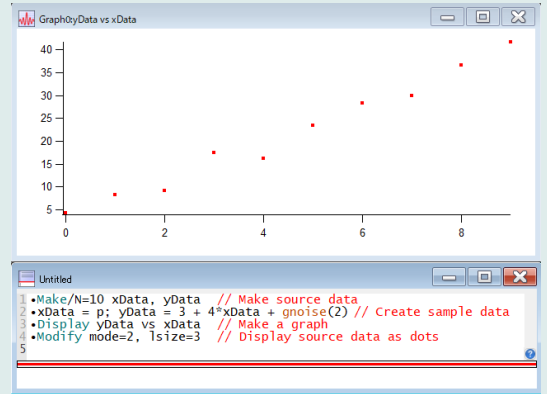 Graph0:yData vs xData
40
35
30
25
20
15
10
5
0 2 4 6 8
Untitled
1 •Make/N=10 xData, yData // Make source data
2 •xData = p; yData = 3 + 4*xData + gnoise(2) // Create sample data
3 •Display yData vs xData // Make a graph
4 •Modify mode=2, lsize=3 // Display source data as dots
5
?